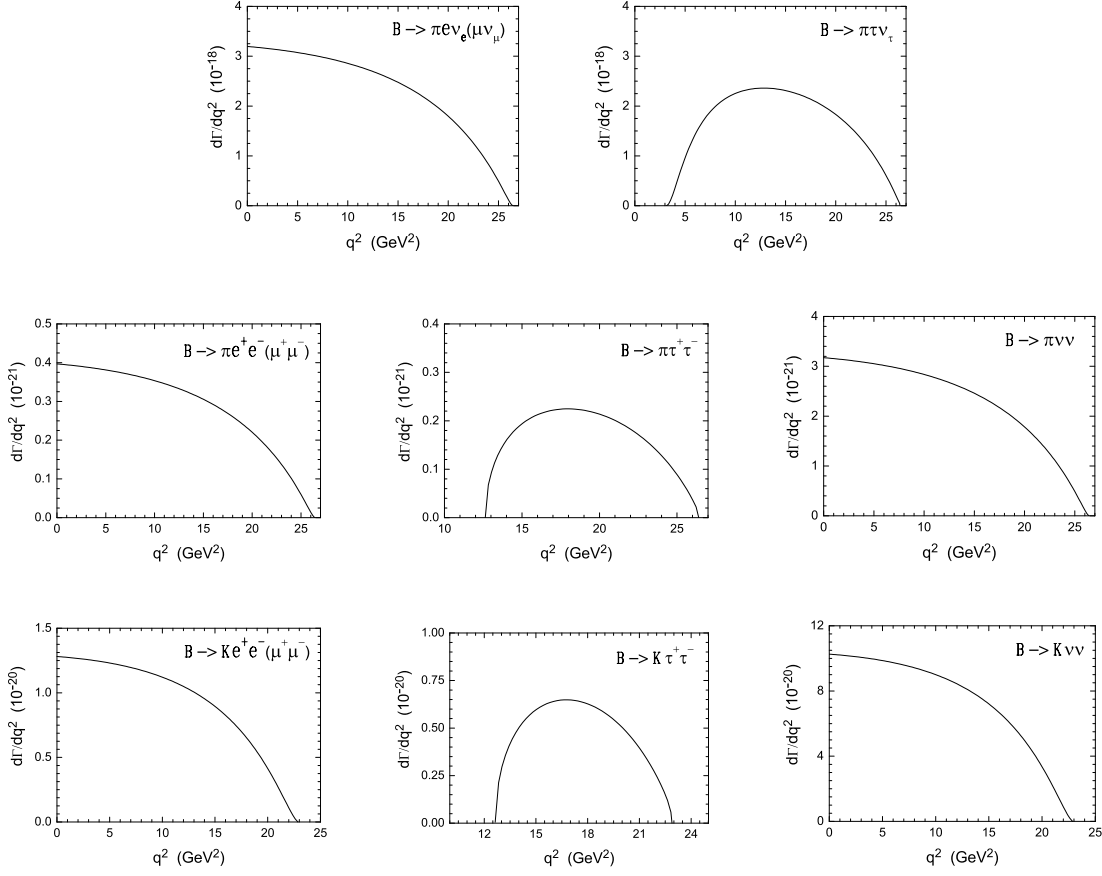 B -> πeνₑ(μν_μ)
dΓ/dq² (10⁻¹⁸)
4
3
2
1
0
0 5 10 15 20 25
q² (GeV²)
B -> πτν_τ
dΓ/dq² (10⁻¹⁸)
4
3
2
1
0
0 5 10 15 20 25
q² (GeV²)
B -> πe⁺e⁻(μ⁺μ⁻)
dΓ/dq² (10⁻²¹)
0.5
0.4
0.3
0.2
0.1
0.0
0 5 10 15 20 25
q² (GeV²)
B -> πτ⁺τ⁻
dΓ/dq² (10⁻²¹)
0.4
0.3
0.2
0.1
0.0
10 15 20 25
q² (GeV²)
B -> πνν
dΓ/dq² (10⁻²¹)
4
3
2
1
0
0 5 10 15 20 25
q² (GeV²)
B -> Ke⁺e⁻(μ⁺μ⁻)
dΓ/dq² (10⁻²⁰)
1.5
1.0
0.5
0.0
0 5 10 15 20 25
q² (GeV²)
B -> Kτ⁺τ⁻
dΓ/dq² (10⁻²⁰)
1.00
0.75
0.50
0.25
0.00
12 15 18 21 24
q² (GeV²)
B -> Kνν
dΓ/dq² (10⁻²⁰)
12
8
4
0
0 5 10 15 20 25
q² (GeV²)